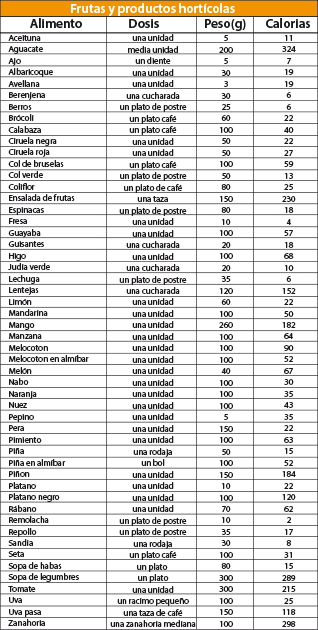 Frutas y productos hortícolas
Alimento Dosis Peso(g) Calorias
Aceituna una unidad 5 11
Aguacate media unidad 200 324
Ajo un diente 5 7
Albaricoque una unidad 30 19
Avellana una unidad 3 19
Berenjena una cucharada 30 6
Berros un plato de postre 25 6
Brócoli un plato café 60 22
Calabaza un plato café 100 40
Ciruela negra una unidad 50 22
Ciruela roja una unidad 50 27
Col de bruselas un plato café 100 59
Col verde un plato de postre 50 13
Coliflor un plato de café 80 25
Ensalada de frutas una taza 150 230
Espinacas un plato de postre 80 18
Fresa una unidad 10 4
Guayaba una unidad 100 57
Guisantes una cucharada 20 18
Higo una unidad 100 68
Judia verde una cucharada 20 10
Lechuga un plato de postre 35 6
Lentejas una cucharada 120 152
Limón una unidad 60 22
Mandarina una unidad 100 50
Mango una unidad 260 182
Manzana una unidad 100 64
Melocoton una unidad 100 90
Melocoton en almíbar una unidad 100 52
Melón una unidad 40 67
Nabo una unidad 100 30
Naranja una unidad 100 35
Nuez una unidad 100 43
Pepino una unidad 5 35
Pera una unidad 150 22
Pimiento una unidad 100 63
Piña una rodaja 50 15
Piña en almíbar un bol 100 52
Piñon una unidad 150 184
Platano una unidad 10 22
Platano negro una unidad 100 120
Rábano una unidad 70 62
Remolacha un plato de postre 10 2
Repollo un plato de postre 35 17
Sandia una rodaja 30 8
Seta un plato café 100 31
Sopa de habas un plato 80 15
Sopa de legumbres un plato 300 289
Tomate una unidad 300 215
Uva un racimo pequeño 100 25
Uva pasa una taza de café 150 118
Zanahoria una zanahoria mediana 100 298